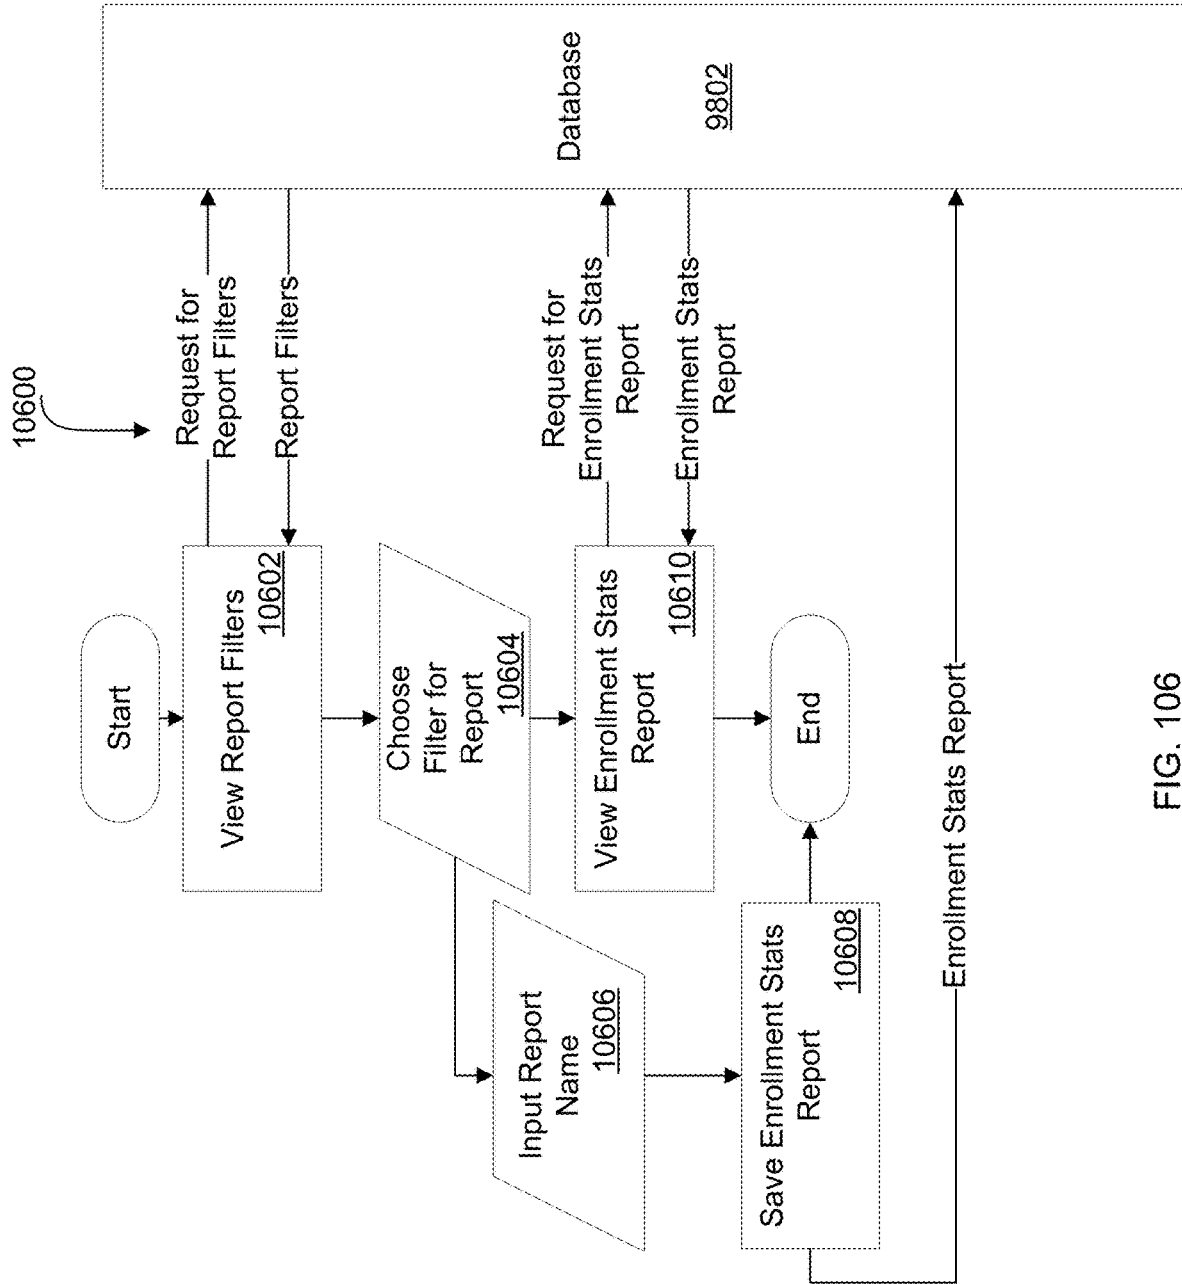 10600
Start
View Report Filters
10602
Request for
Report Filters
Report Filters
Choose
Filter for
Report
10604
Input Report
Name
10606
View Enrollment Stats
Report
10610
Request for
Enrollment Stats
Report
Enrollment Stats
Report
Save Enrollment Stats
Report
10608
End
Enrollment Stats Report
Database
9802
FIG. 106